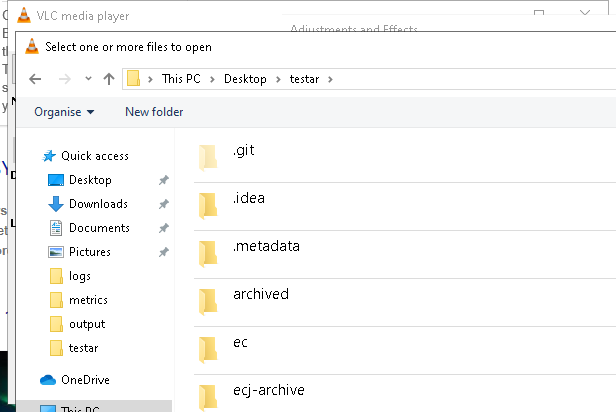 VLC media player
Adjustments and Effects
Select one or more files to open
This PC > Desktop > testar >
Organise New folder
Quick access
Desktop
Downloads
Documents
Pictures
logs
metrics
output
testar
OneDrive
This PC
.git
.idea
.metadata
archived
ec
ecj-archive